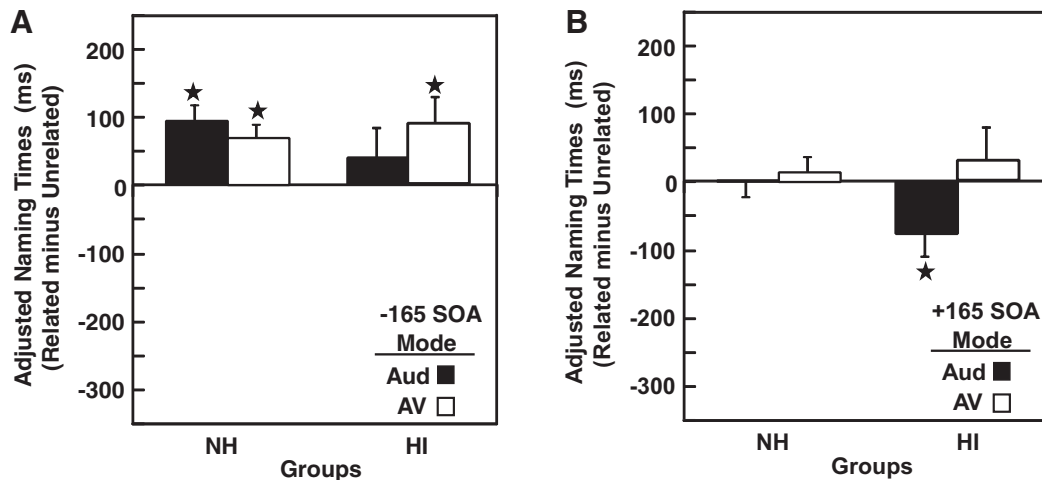 A
Adjusted Naming Times (ms)
(Related minus Unrelated)
200
100
0
-100
-200
-300
-165 SOA
Mode
Aud
AV
NH
HI
Groups
B
Adjusted Naming Times (ms)
(Related minus Unrelated)
200
100
0
-100
-200
-300
+165 SOA
Mode
Aud
AV
NH
HI
Groups